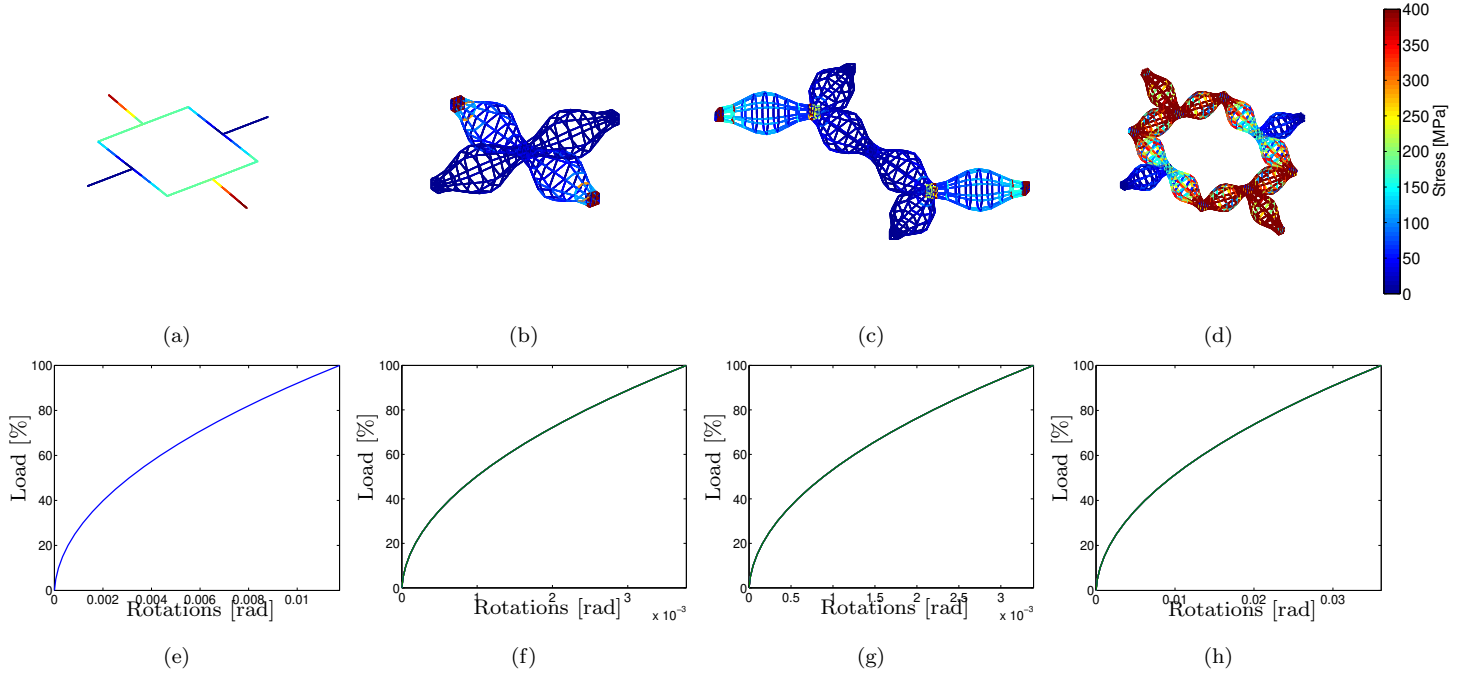 400
350
300
250
200
150
100
50
0
Stress [MPa]
(a)
(b)
(c)
(d)
100
80
60
40
20
0
Load [%]
0
0.002
0.004
0.006
0.008
0.01
Rotations [rad]
100
80
60
40
20
0
Load [%]
0
1
2
3
x 10⁻³
Rotations [rad]
100
80
60
40
20
0
Load [%]
0
0.5
1
1.5
2
2.5
3
x 10⁻³
Rotations [rad]
100
80
60
40
20
0
Load [%]
0
0.01
0.02
0.03
Rotations [rad]
(e)
(f)
(g)
(h)